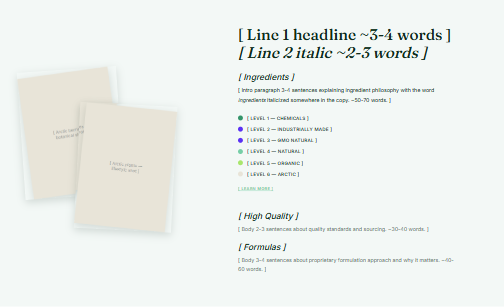 [ Line 1 headline ~3-4 words ]
[ Line 2 italic ~2-3 words ]
[ Ingredients ]
[ Intro paragraph 3-4 sentences explaining ingredient philosophy with the word
ingredients italicized somewhere in the copy. ~50-70 words. ]
[ LEVEL 1 — CHEMICALS ]
[ LEVEL 2 — INDUSTRIALLY MADE ]
[ LEVEL 3 — GMO NATURAL ]
[ LEVEL 4 — NATURAL ]
[ LEVEL 5 — ORGANIC ]
[ LEVEL 6 — ARCTIC ]
[ LEARN MORE ]
[ High Quality ]
[ Body 2-3 sentences about quality standards and sourcing. ~30-40 words. ]
[ Formulas ]
[ Body 3-4 sentences about proprietary formulation approach and why it matters. ~40-
60 words. ]